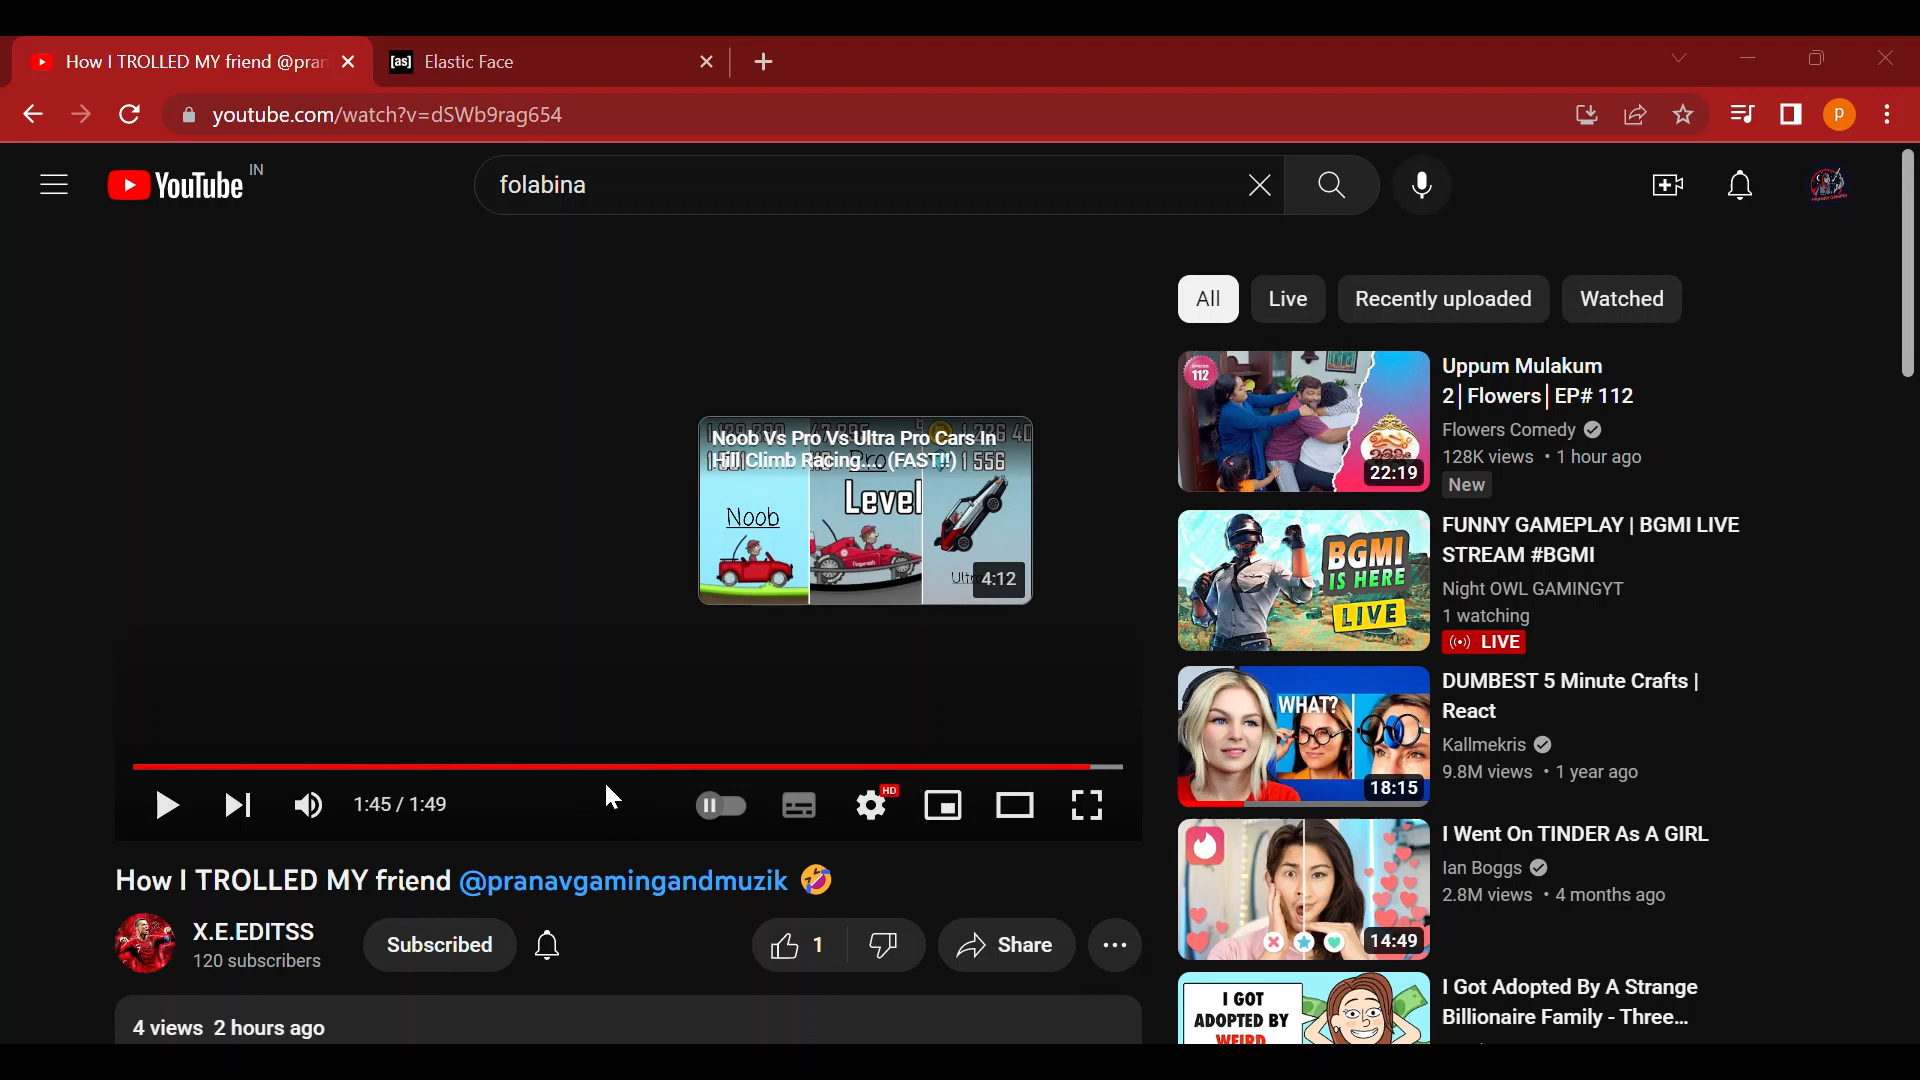 How I TROLLED MY friend @pran
[as] Elastic Face
youtube.com/watch?v=dSWb9rag654
p
YouTube IN
folabina
All
Live
Recently uploaded
Watched
Noob Vs Pro Vs Ultra Pro Cars In
Hill Climb Racing.... (FAST!!)
1 556
Level
Noob
4:12
HD
1:45 / 1:49
How I TROLLED MY friend @pranavgamingandmuzik 🤣
X.E.EDITSS
120 subscribers
Subscribed
1
Share
4 views 2 hours ago
112
22:19
Uppum Mulakum
2│Flowers│EP# 112
Flowers Comedy
128K views • 1 hour ago
New
BGMI
IS HERE
LIVE
FUNNY GAMEPLAY | BGMI LIVE
STREAM #BGMI
Night OWL GAMINGYT
1 watching
LIVE
WHAT?
18:15
DUMBEST 5 Minute Crafts |
React
Kallmekris
9.8M views • 1 year ago
14:49
I Went On TINDER As A GIRL
Ian Boggs
2.8M views • 4 months ago
I GOT
ADOPTED BY
WEIRD
I Got Adopted By A Strange
Billionaire Family - Three...